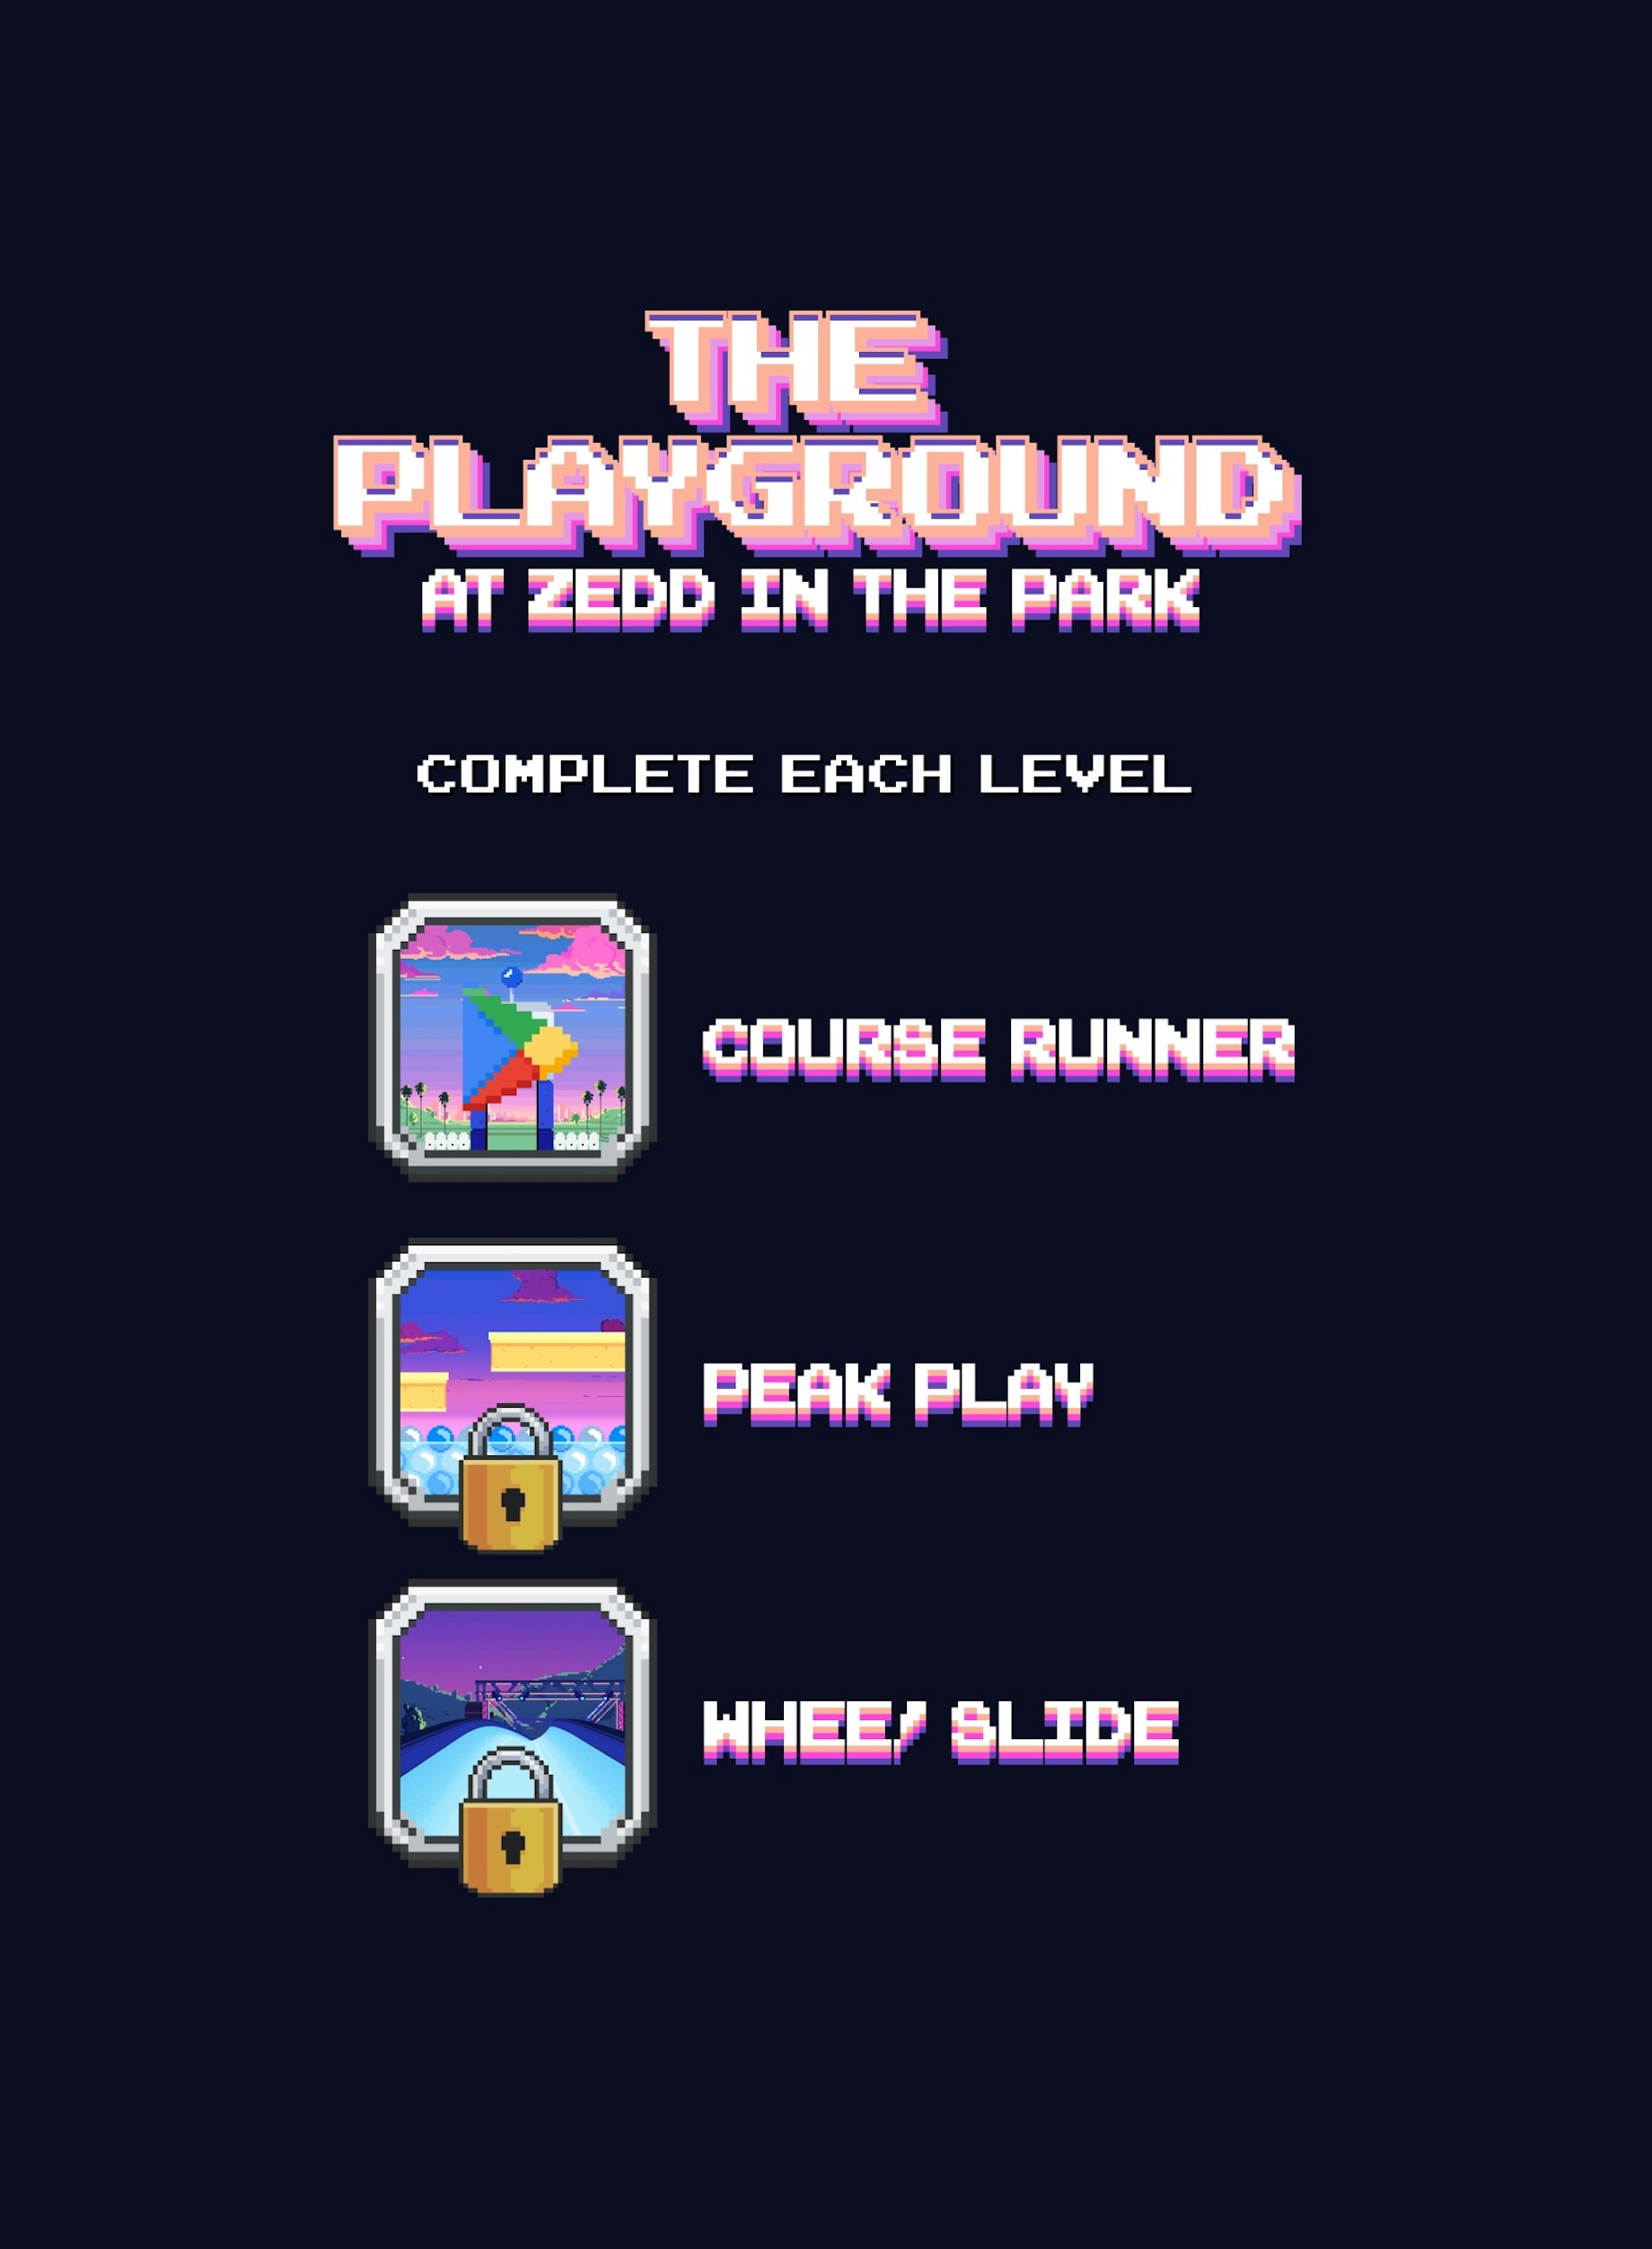 THE
PLAYGROUND
AT ZEDD IN THE PARK
COMPLETE EACH LEVEL
COURSE RUNNER
PEAK PLAY
WHEE/ SLIDE